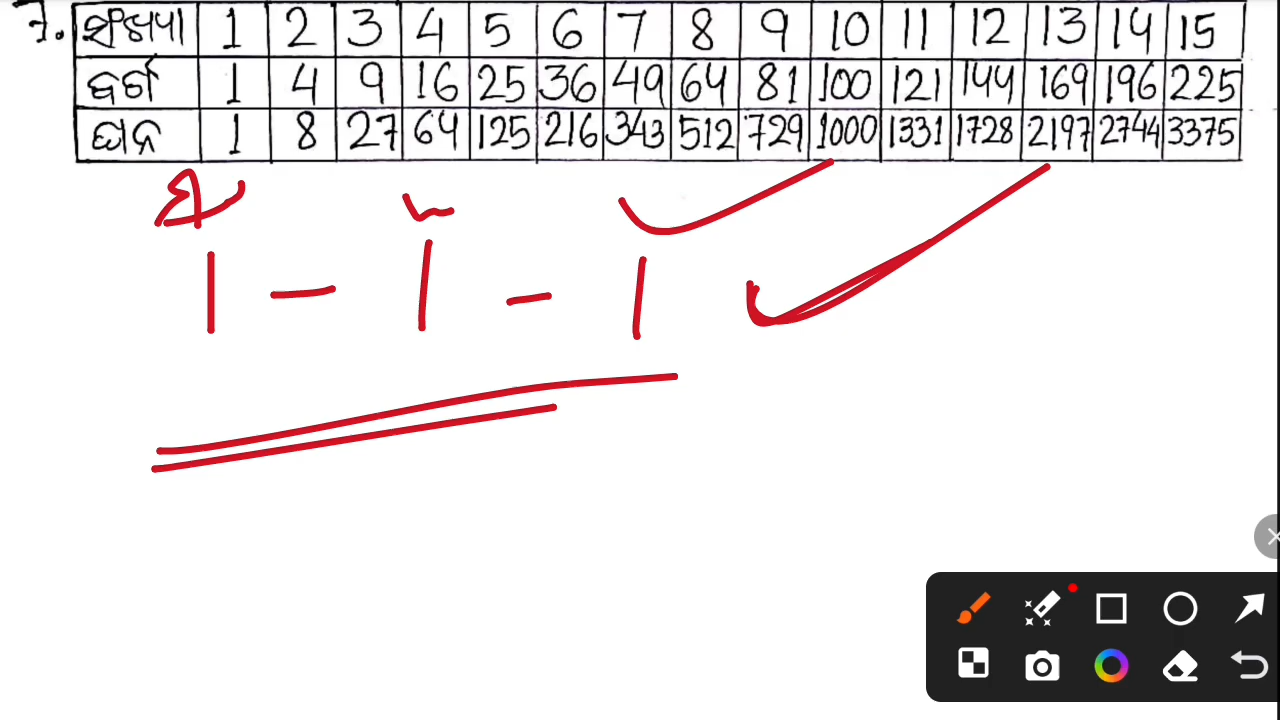 7. ସଂଖ୍ୟା 1 2 3 4 5 6 7 8 9 10 11 12 13 14 15
ବର୍ଗ 1 4 9 16 25 36 49 64 81 100 121 144 169 196 225
ଘନ 1 8 27 64 125 216 343 512 729 1000 1331 1728 2197 2744 3375
1 - 1 - 1